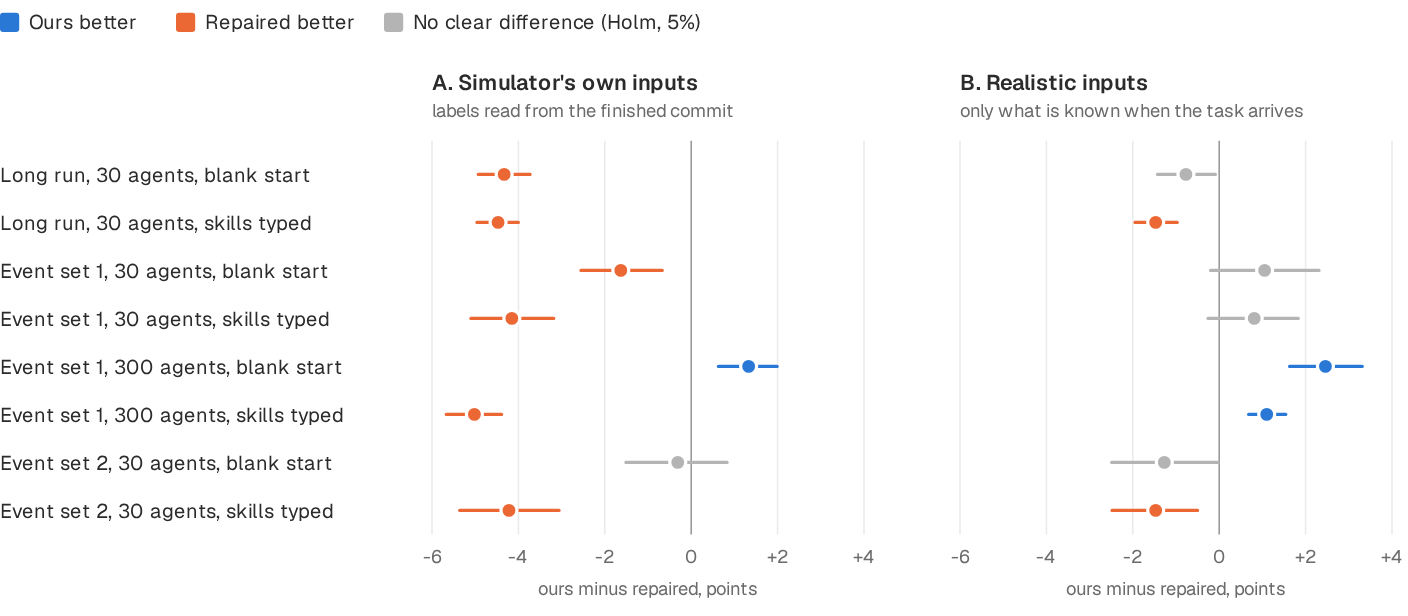 Ours better
Repaired better
No clear difference (Holm, 5%)
A. Simulator's own inputs
labels read from the finished commit
B. Realistic inputs
only what is known when the task arrives
Long run, 30 agents, blank start
Long run, 30 agents, skills typed
Event set 1, 30 agents, blank start
Event set 1, 30 agents, skills typed
Event set 1, 300 agents, blank start
Event set 1, 300 agents, skills typed
Event set 2, 30 agents, blank start
Event set 2, 30 agents, skills typed
-6 -4 -2 0 +2 +4
ours minus repaired, points
-6 -4 -2 0 +2 +4
ours minus repaired, points